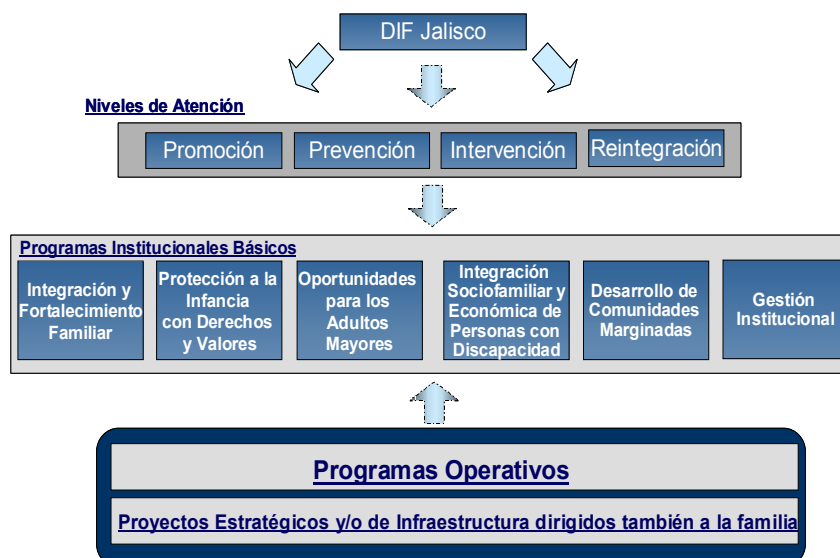 DIF Jalisco
Niveles de Atención
Promoción
Prevención
Intervención
Reintegración
Programas Institucionales Básicos
Integración y
Fortalecimiento
Familiar
Protección a la
Infancia
con Derechos
y Valores
Oportunidades
para los
Adultos
Mayores
Integración
Sociofamiliar y
Económica de
Personas con
Discapacidad
Desarrollo de
Comunidades
Marginadas
Gestión
Institucional
Programas Operativos
Proyectos Estratégicos y/o de Infraestructura dirigidos también a la familia